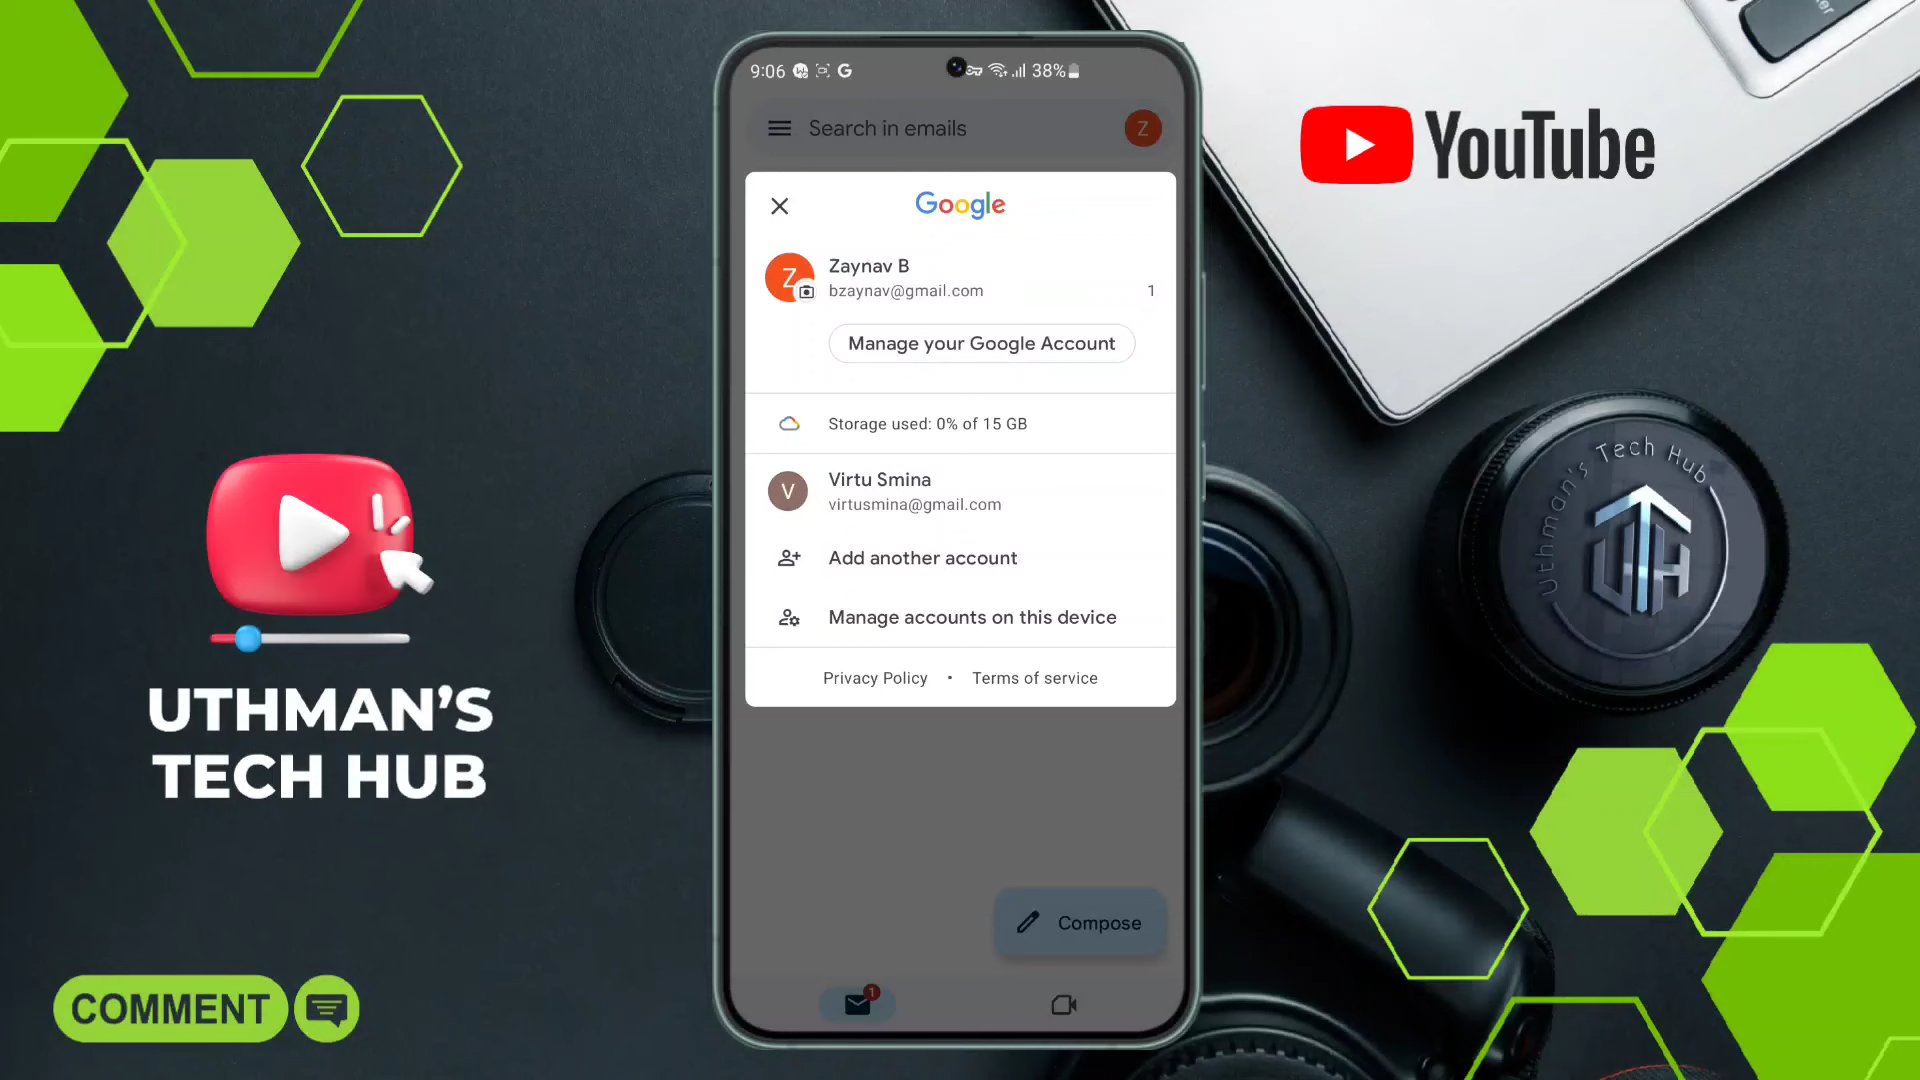 9:06
38%
Search in emails
Z
Google
Z
Zaynav B
bzaynav@gmail.com
1
Manage your Google Account
Storage used: 0% of 15 GB
V
Virtu Smina
virtusmina@gmail.com
Add another account
Manage accounts on this device
Privacy Policy • Terms of service
Compose
1
YouTube
Uthman's Tech Hub
UTH
UTHMAN'S
TECH HUB
COMMENT